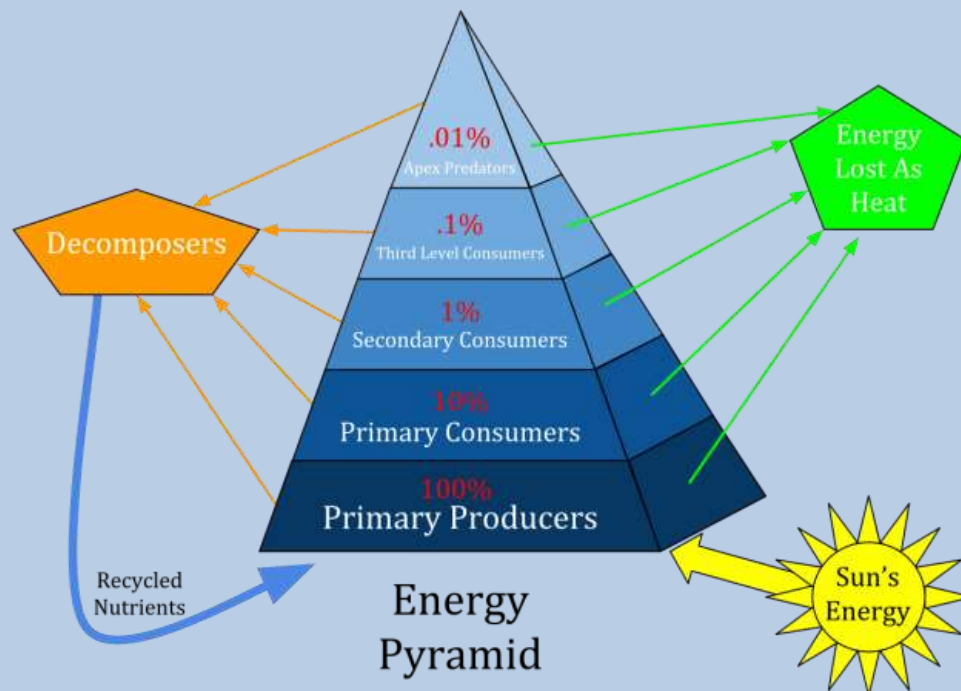 .01%
Apex Predators
Energy
Lost As
Heat
Decomposers
.1%
Third Level Consumers
1%
Secondary Consumers
10%
Primary Consumers
100%
Primary Producers
Recycled
Nutrients
Sun's
Energy
Energy
Pyramid